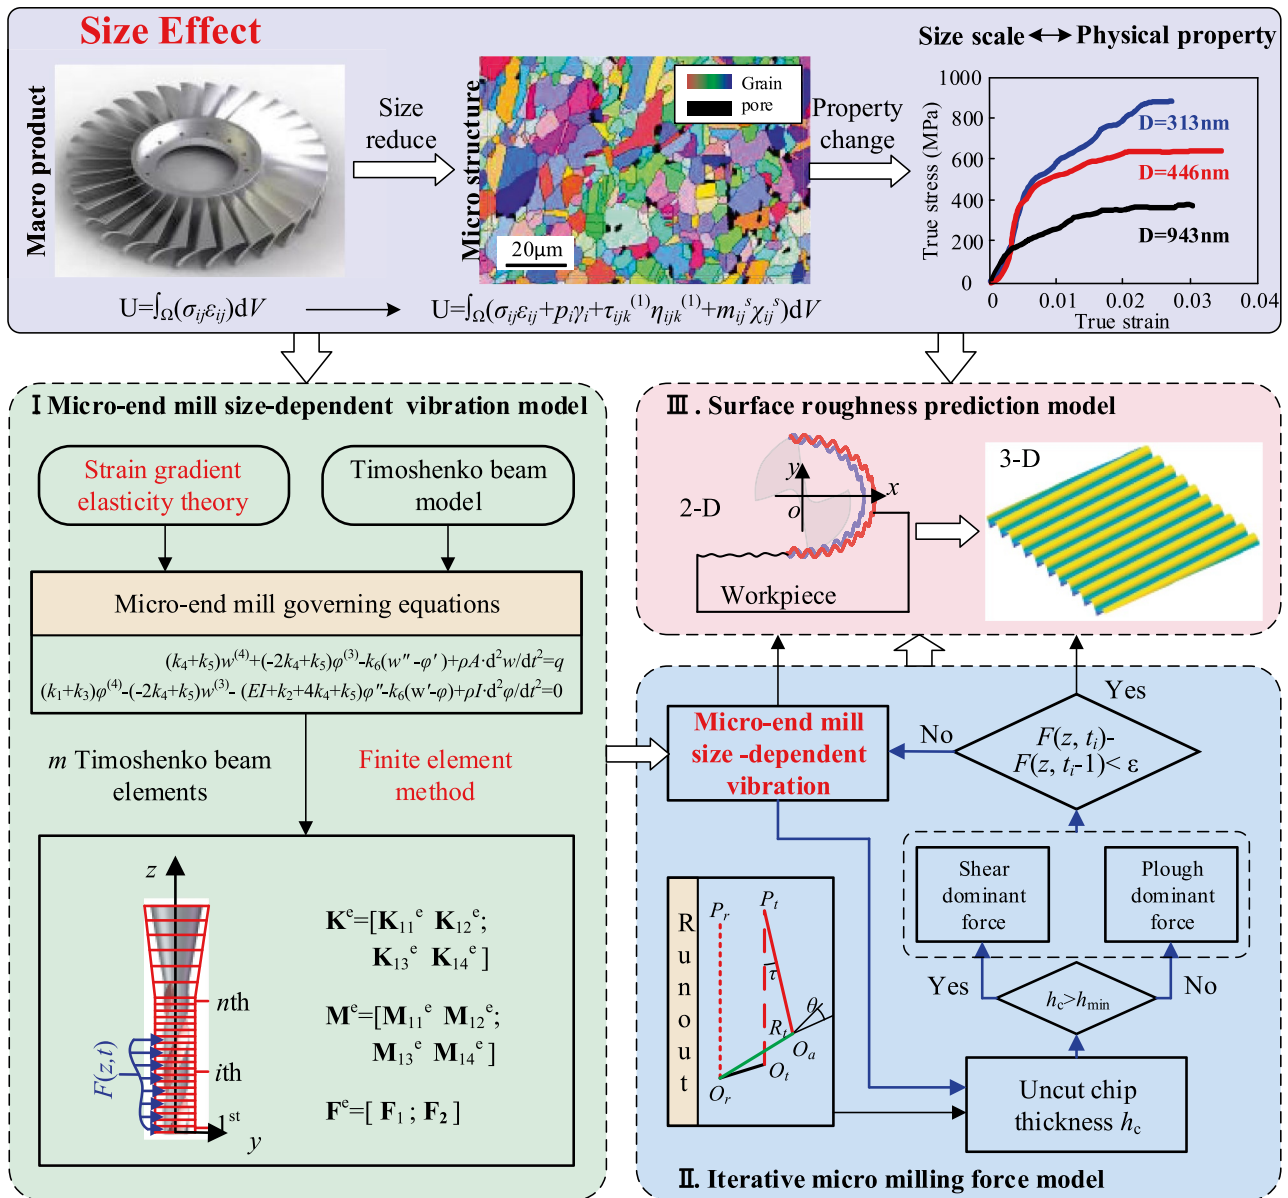 Size Effect
Macro product
Size
reduce
Micro structure
Grain
pore
20μm
Property
change
Size scale ↔ Physical property
True stress (MPa)
1000
800
600
400
200
0
D=313nm
D=446nm
D=943nm
0
0.01
0.02
0.03
0.04
True strain
U=∫Ω(σijεij)dV
U=∫Ω(σijεij+piγi+τijk(1)ηijk(1)+mijsχijs)dV
Ⅰ Micro-end mill size-dependent vibration model
Strain gradient
elasticity theory
Timoshenko beam
model
Micro-end mill governing equations
(k4+k5)w(4)+(-2k4+k5)φ(3)-k6(w″-φ′)+ρA·d2w/dt2=q
(k1+k3)φ(4)-(-2k4+k5)w(3)- (EI+k2+4k4+k5)φ″-k6(w′-φ)+ρI·d2φ/dt2=0
m Timoshenko beam
elements
Finite element
method
z
nth
ith
1st
y
F(z,t)
Ke=[K11e K12e;
K13e K14e]
Me=[M11e M12e;
M13e M14e]
Fe=[ F1 ; F2 ]
Ⅲ . Surface roughness prediction model
2-D
y
x
o
Workpiece
3-D
Micro-end mill
size -dependent
vibration
No
Yes
F(z, ti)-
F(z, ti-1)< ε
Shear
dominant
force
Plough
dominant
force
Yes
hc>hmin
No
Uncut chip
thickness hc
Runout
Pr
Pt
τ
θ
Rt
Oa
Ot
Or
Ⅱ. Iterative micro milling force model